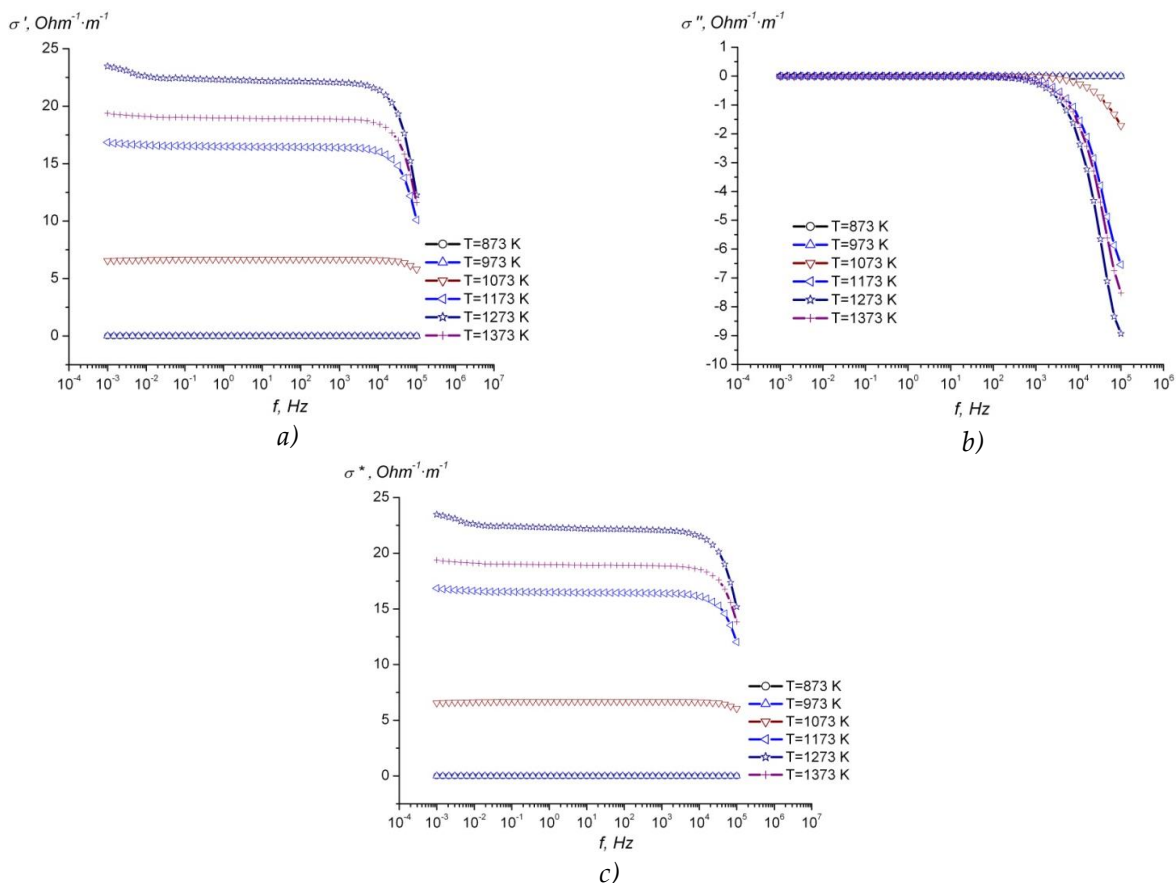 σ', Ohm⁻¹·m⁻¹
25
20
15
10
5
0
10⁻⁴ 10⁻³ 10⁻² 10⁻¹ 10⁰ 10¹ 10² 10³ 10⁴ 10⁵ 10⁶ 10⁷
f, Hz
T=873 K
T=973 K
T=1073 K
T=1173 K
T=1273 K
T=1373 K
a)
σ'', Ohm⁻¹·m⁻¹
1
0
-1
-2
-3
-4
-5
-6
-7
-8
-9
-10
10⁻⁴ 10⁻³ 10⁻² 10⁻¹ 10⁰ 10¹ 10² 10³ 10⁴ 10⁵ 10⁶
f, Hz
T=873 K
T=973 K
T=1073 K
T=1173 K
T=1273 K
T=1373 K
b)
σ*, Ohm⁻¹·m⁻¹
25
20
15
10
5
0
10⁻⁴ 10⁻³ 10⁻² 10⁻¹ 10⁰ 10¹ 10² 10³ 10⁴ 10⁵ 10⁶ 10⁷
f, Hz
T=873 K
T=973 K
T=1073 K
T=1173 K
T=1273 K
T=1373 K
c)